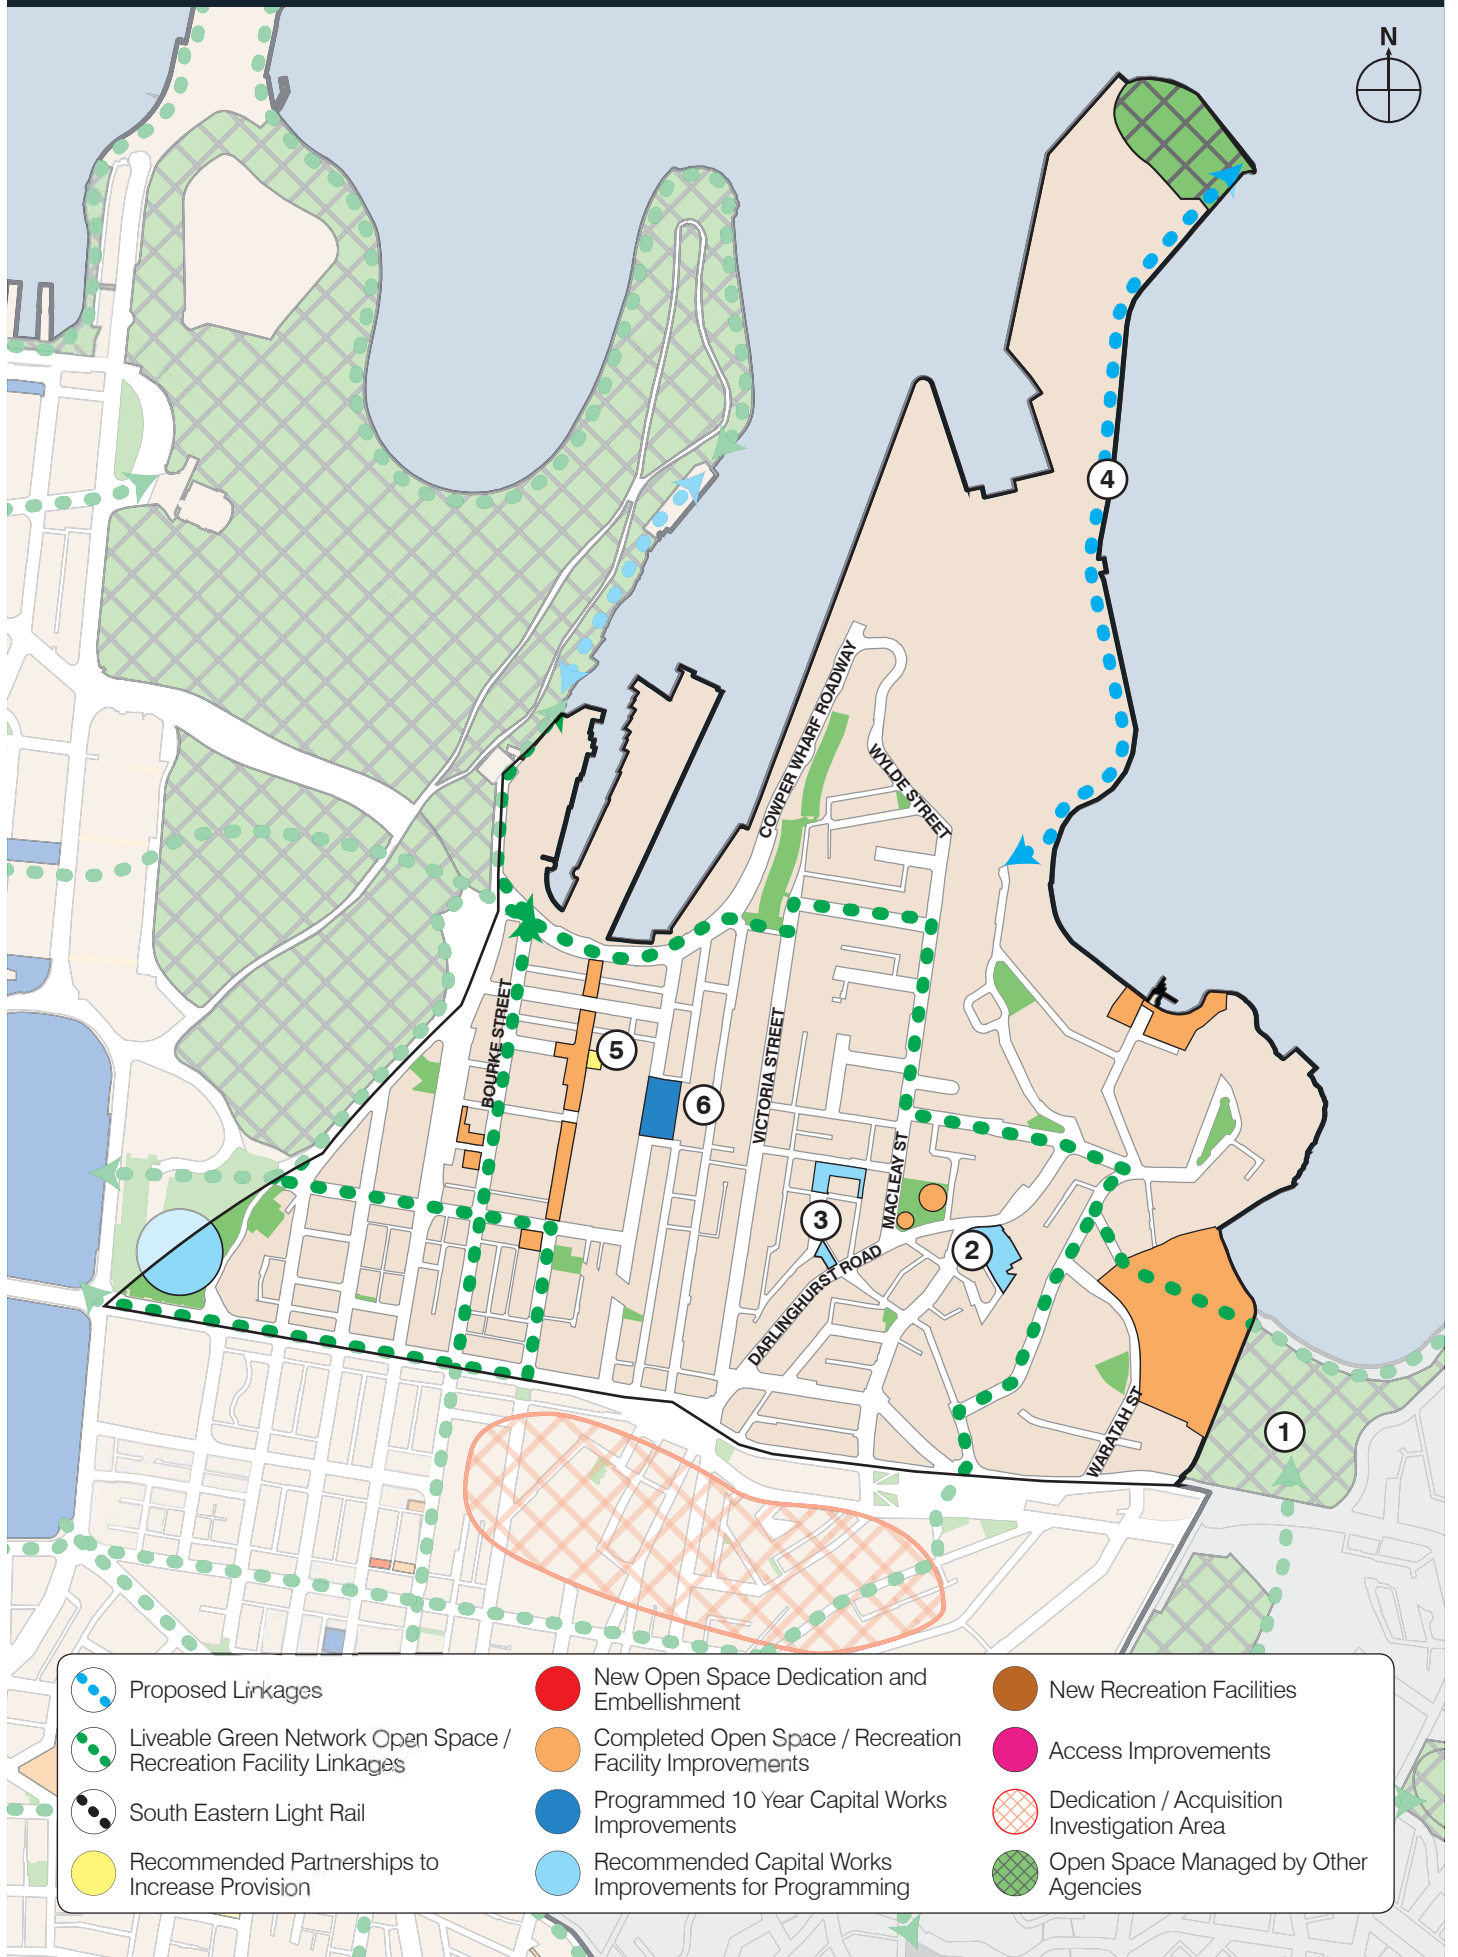 N
4
COWPER WHARF ROADWAY
WYLDE STREET
BOURKE STREET
5
6
VICTORIA STREET
MACLEAY ST
3
2
DARLINGHURST ROAD
WARATAH ST
1
Proposed Linkages
Liveable Green Network Open Space /
Recreation Facility Linkages
South Eastern Light Rail
Recommended Partnerships to
Increase Provision
New Open Space Dedication and
Embellishment
Completed Open Space / Recreation
Facility Improvements
Programmed 10 Year Capital Works
Improvements
Recommended Capital Works
Improvements for Programming
New Recreation Facilities
Access Improvements
Dedication / Acquisition
Investigation Area
Open Space Managed by Other
Agencies